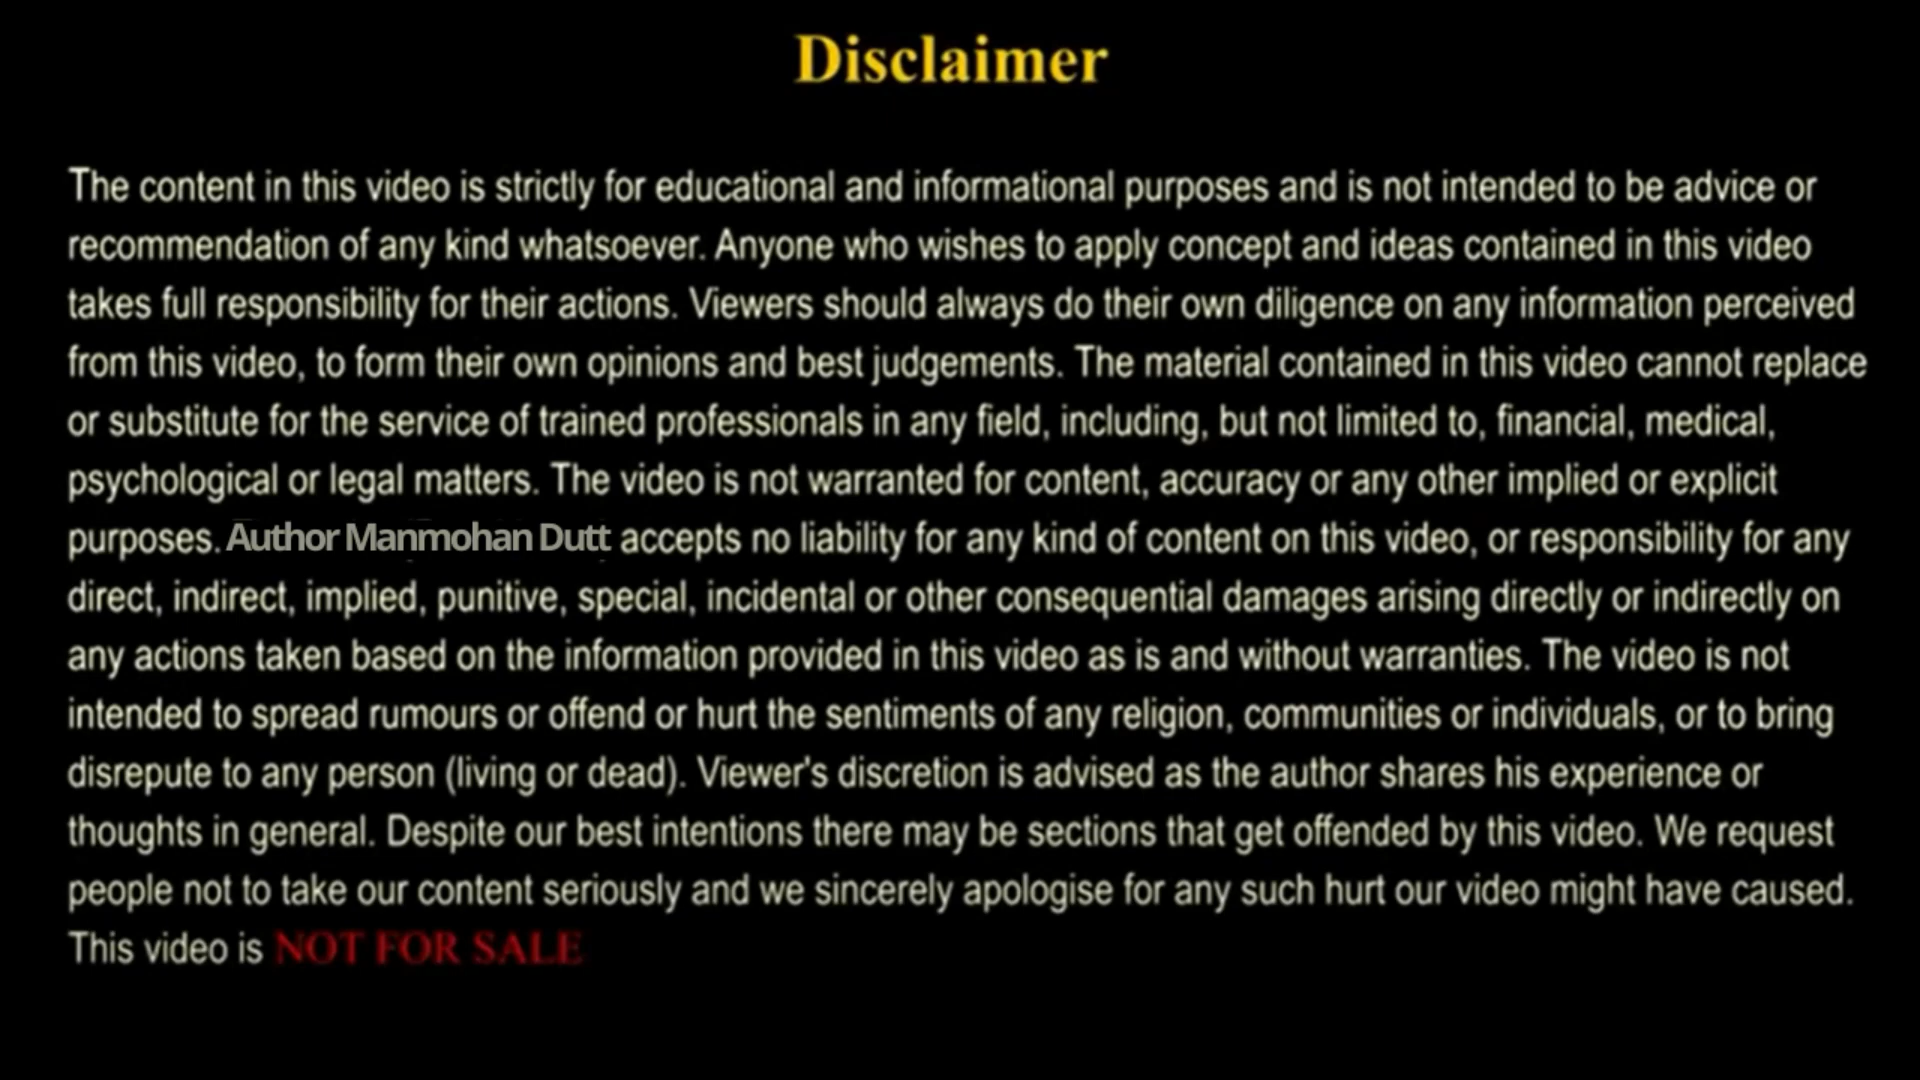 Disclaimer
The content in this video is strictly for educational and informational purposes and is not intended to be advice or
recommendation of any kind whatsoever. Anyone who wishes to apply concept and ideas contained in this video
takes full responsibility for their actions. Viewers should always do their own diligence on any information perceived
from this video, to form their own opinions and best judgements. The material contained in this video cannot replace
or substitute for the service of trained professionals in any field, including, but not limited to, financial, medical,
psychological or legal matters. The video is not warranted for content, accuracy or any other implied or explicit
purposes. Author Manmohan Dutt accepts no liability for any kind of content on this video, or responsibility for any
direct, indirect, implied, punitive, special, incidental or other consequential damages arising directly or indirectly on
any actions taken based on the information provided in this video as is and without warranties. The video is not
intended to spread rumours or offend or hurt the sentiments of any religion, communities or individuals, or to bring
disrepute to any person (living or dead). Viewer's discretion is advised as the author shares his experience or
thoughts in general. Despite our best intentions there may be sections that get offended by this video. We request
people not to take our content seriously and we sincerely apologise for any such hurt our video might have caused.
This video is NOT FOR SALE